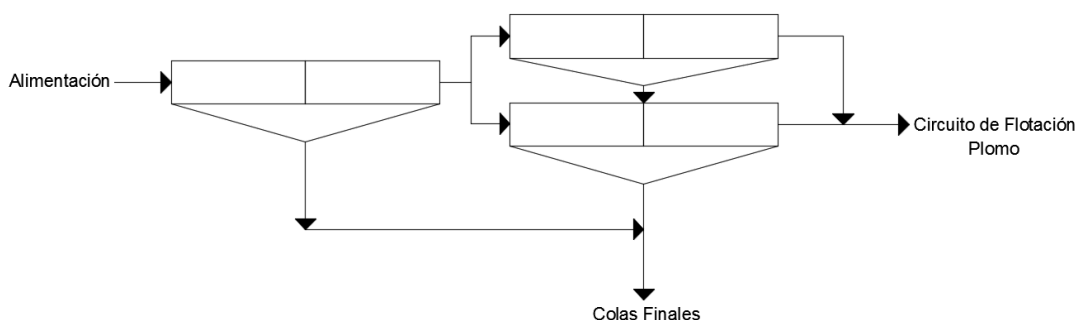 Alimentación
Circuito de Flotación
Plomo
Colas Finales